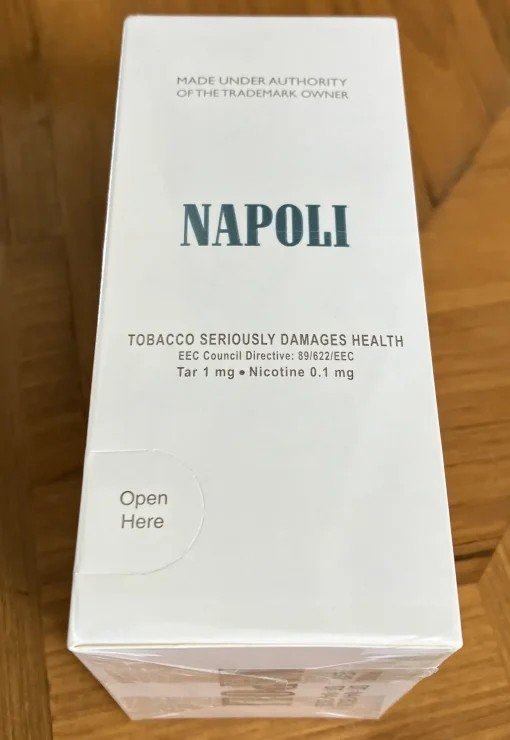 MADE UNDER AUTHORITY
OF THE TRADEMARK OWNER
NAPOLI
TOBACCO SERIOUSLY DAMAGES HEALTH
EEC Council Directive: 89/622/EEC
Tar 1 mg • Nicotine 0.1 mg
Open
Here
NAPOLI